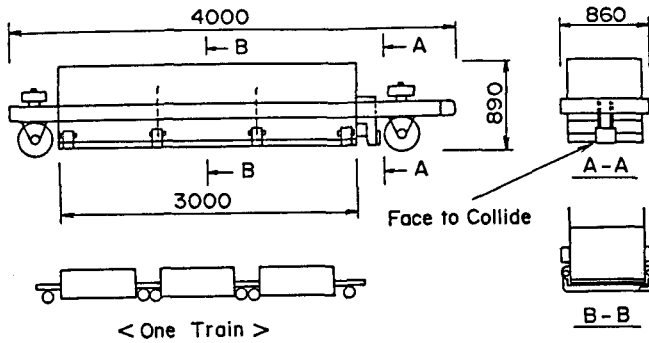 4000
860
B
A
890
B
A
A-A
3000
Face to Collide
B-B
< One Train >